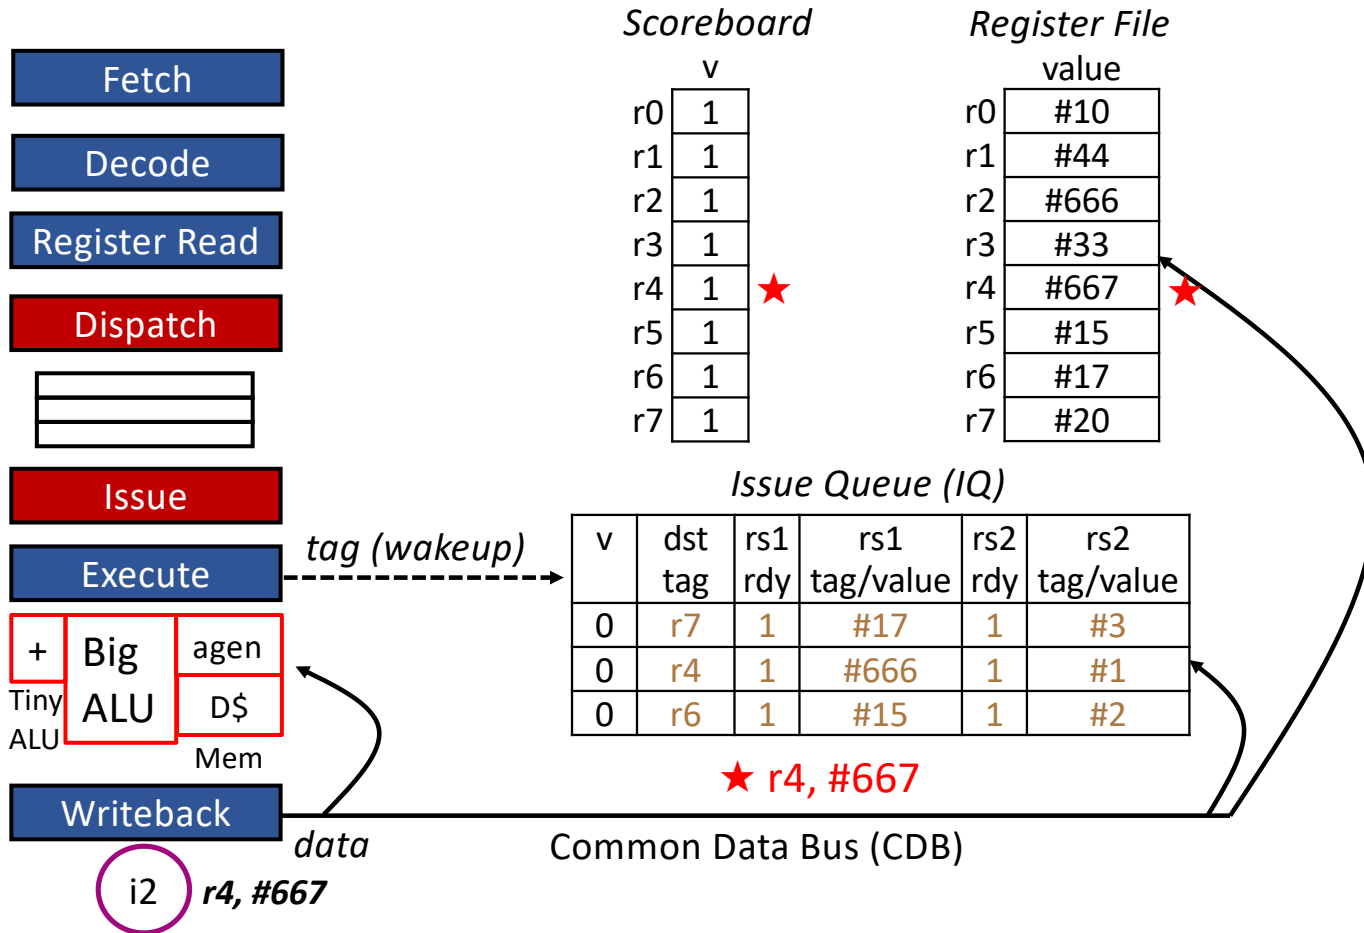 Fetch
Decode
Register Read
Dispatch
Issue
Execute
tag (wakeup)
+
Big
ALU
agen
D$
Tiny
ALU
Mem
Writeback
data
i2
r4, #667
Scoreboard
v
r0 1
r1 1
r2 1
r3 1
r4 1 ★
r5 1
r6 1
r7 1
Register File
value
r0 #10
r1 #44
r2 #666
r3 #33
r4 #667 ★
r5 #15
r6 #17
r7 #20
Issue Queue (IQ)
v dst rs1 rs1 rs2 rs2
tag rdy tag/value rdy tag/value
0 r7 1 #17 1 #3
0 r4 1 #666 1 #1
0 r6 1 #15 1 #2
★ r4, #667
Common Data Bus (CDB)